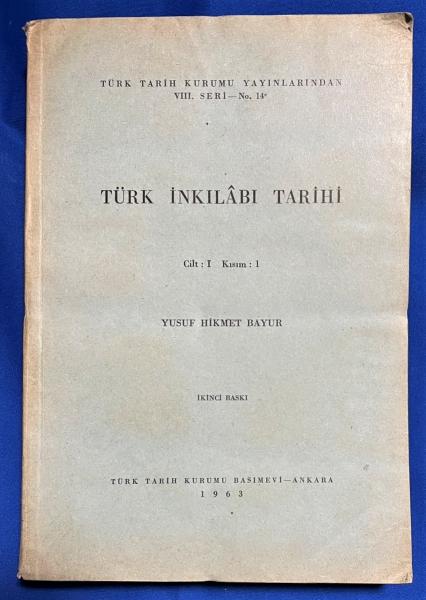 TÜRK TARİH KURUMU YAYINLARINDAN
VIII. SERİ — No. 14ª
TÜRK İNKILÂBI TARİHİ
Cilt : I Kısım : 1
YUSUF HİKMET BAYUR
İKİNCİ BASKI
TÜRK TARİH KURUMU BASIMEVİ — ANKARA
1963